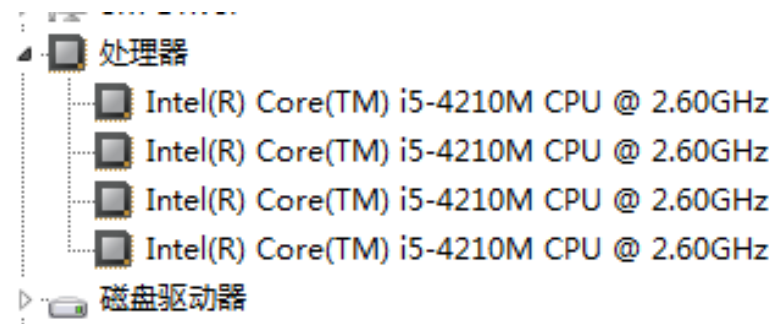 处理器
Intel(R) Core(TM) i5-4210M CPU @ 2.60GHz
Intel(R) Core(TM) i5-4210M CPU @ 2.60GHz
Intel(R) Core(TM) i5-4210M CPU @ 2.60GHz
Intel(R) Core(TM) i5-4210M CPU @ 2.60GHz
磁盘驱动器